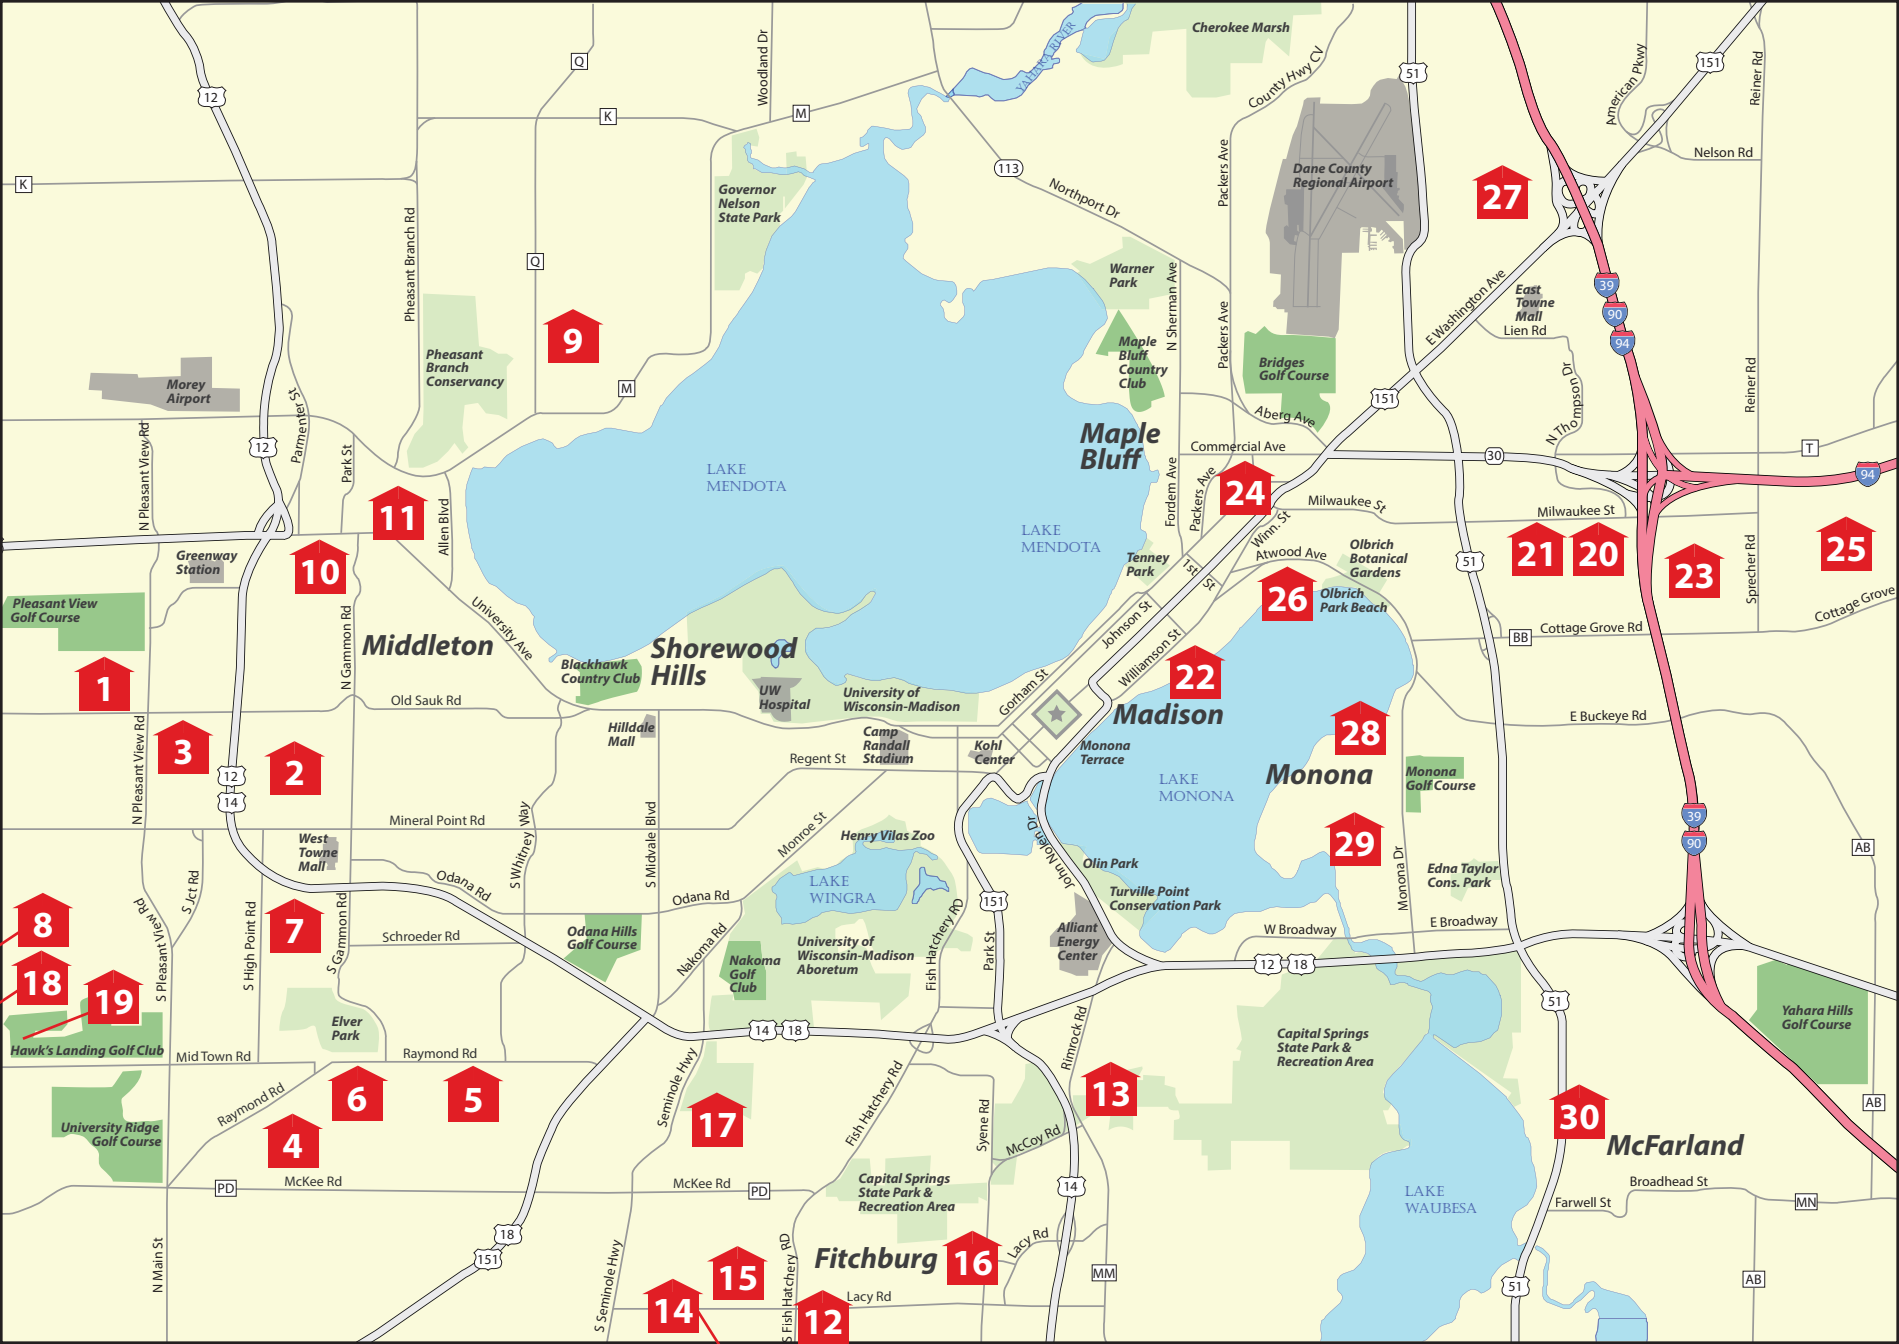 Cherokee Marsh
YAHARA RIVER
Woodland Dr
County Hwy CV
American Pkwy
Reiner Rd
Q
12
K
M
51
151
113
Northport Dr
Packers Ave
Dane County
Regional Airport
Nelson Rd
27
K
Governor
Nelson
State Park
Pheasant Branch Rd
Q
Warner
Park
N Sherman Ave
Packers Ave
E Washington Ave
East
Towne
Mall
Lien Rd
39
90
94
9
Pheasant
Branch
Conservancy
M
Maple
Bluff
Country
Club
Bridges
Golf Course
Morey
Airport
Parmenter St
N Thompson Dr
Reiner Rd
151
Aberg Ave
Maple
Bluff
Commercial Ave
30
T
94
N Pleasant View Rd
12
Park St
LAKE
MENDOTA
Fordem Ave
Packers Ave
24
Milwaukee St
Milwaukee St
11
Allen Blvd
LAKE
MENDOTA
Winn. St
Atwood Ave
Olbrich
Botanical
Gardens
51
21
20
23
25
Sprecher Rd
Greenway
Station
10
Tenney
Park
1st St
26
Olbrich
Park Beach
Pleasant View
Golf Course
University Ave
N Gammon Rd
Middleton
Shorewood
Hills
Johnson St
Williamson St
BB
Cottage Grove Rd
Cottage Grove
1
Blackhawk
Country Club
UW
Hospital
University of
Wisconsin-Madison
Gorham St
22
Old Sauk Rd
Madison
E Buckeye Rd
N Pleasant View Rd
3
2
Hilldale
Mall
Camp
Randall
Stadium
Kohl
Center
Monona
Terrace
28
Regent St
12
14
LAKE
MONONA
Monona
Monona
Golf Course
Mineral Point Rd
S Whitney Way
S Midvale Blvd
Monroe St
Henry Vilas Zoo
John Nolen Dr
39
90
29
AB
West
Towne
Mall
Odana Rd
Odana Rd
LAKE
WINGRA
Olin Park
Turville Point
Conservation Park
Monona Dr
Edna Taylor
Cons. Park
S Jct Rd
S Pleasant View Rd
8
7
S High Point Rd
S Gammon Rd
Schroeder Rd
Odana Hills
Golf Course
Nakoma Rd
University of
Wisconsin-Madison
Aboretum
Fish Hatchery RD
151
Park St
Alliant
Energy
Center
W Broadway
E Broadway
12
18
18
19
Nakoma
Golf
Club
51
Yahara Hills
Golf Course
Elver
Park
14
18
Rimrock Rd
Capital Springs
State Park &
Recreation Area
Hawk's Landing Golf Club
Mid Town Rd
Raymond Rd
Seminole Hwy
Fish Hatchery Rd
13
6
5
Raymond Rd
17
Syene Rd
McCoy Rd
30
AB
University Ridge
Golf Course
4
McFarland
PD
McKee Rd
McKee Rd
PD
Capital Springs
State Park &
Recreation Area
14
LAKE
WAUBESA
Farwell St
Broadhead St
MN
18
151
N Main St
S Seminole Hwy
15
S Fish Hatchery RD
Fitchburg
16
Lacy Rd
MM
51
AB
14
12
Lacy Rd